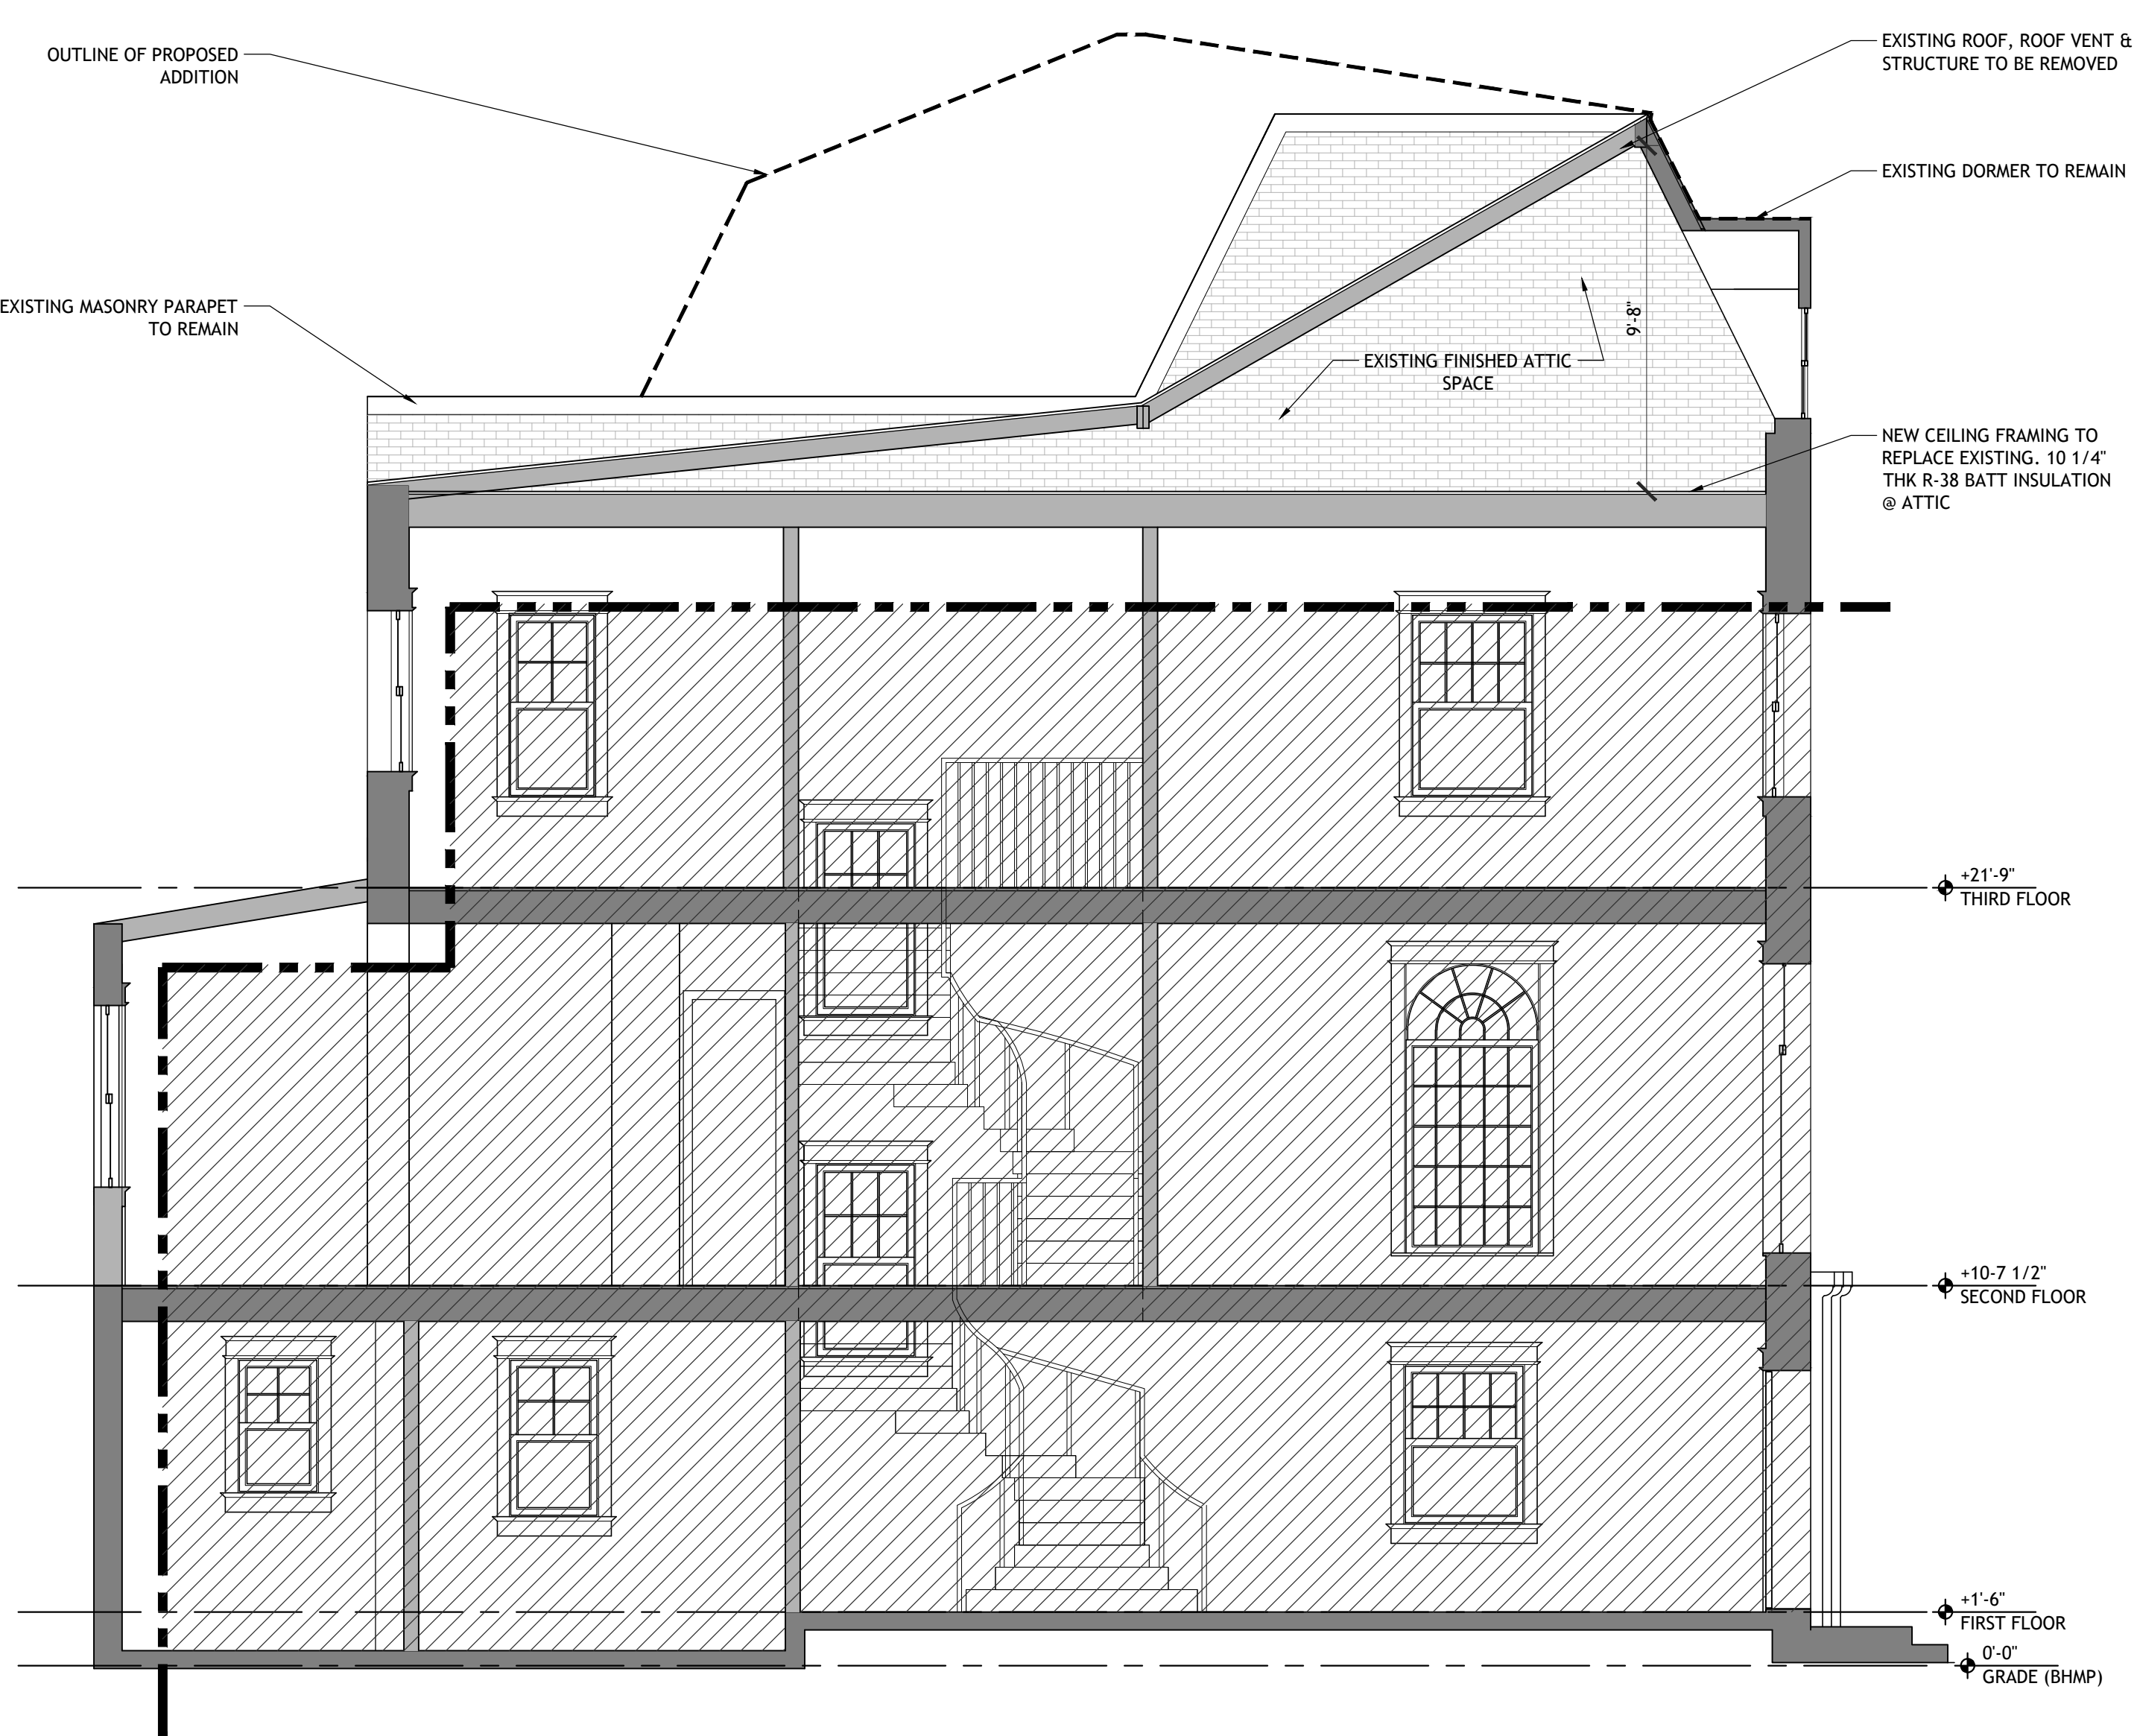 OUTLINE OF PROPOSED
ADDITION
EXISTING ROOF, ROOF VENT &
STRUCTURE TO BE REMOVED
EXISTING DORMER TO REMAIN
EXISTING MASONRY PARAPET
TO REMAIN
9'-8"
EXISTING FINISHED ATTIC
SPACE
NEW CEILING FRAMING TO
REPLACE EXISTING. 10 1/4"
THK R-38 BATT INSULATION
@ ATTIC
+21'-9"
THIRD FLOOR
+10-7 1/2"
SECOND FLOOR
+1'-6"
FIRST FLOOR
0'-0"
GRADE (BHMP)